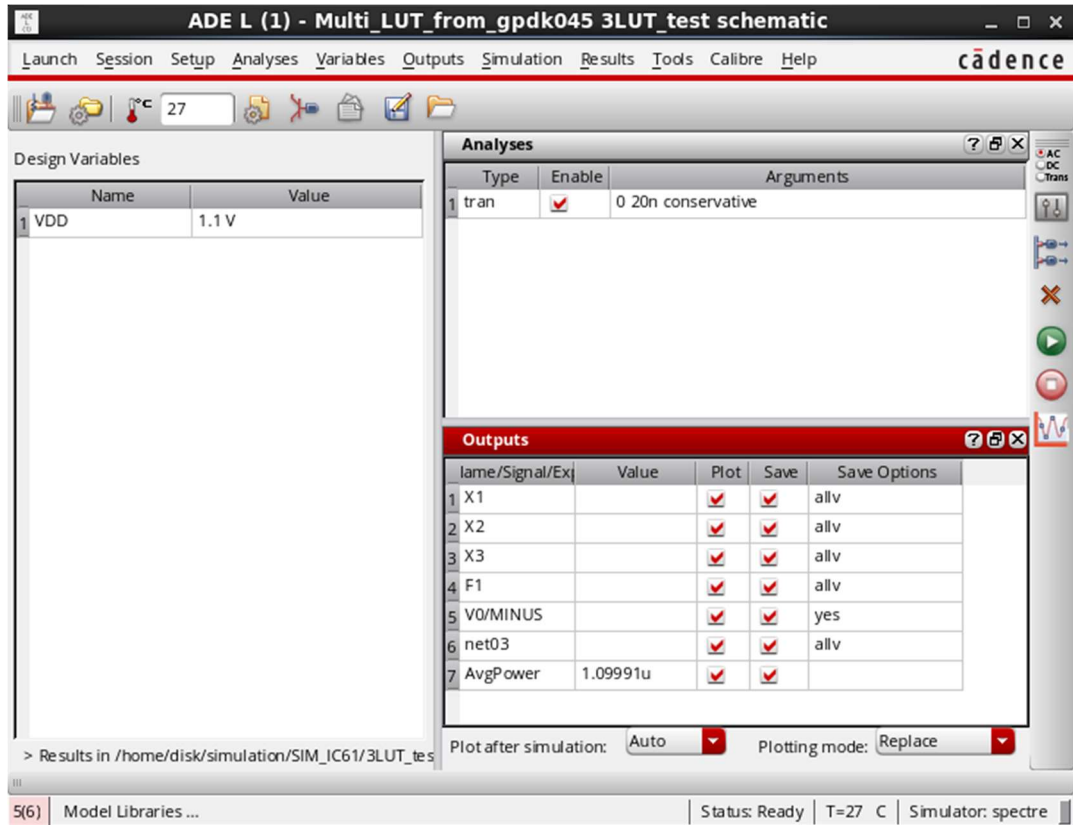 ADE L (1) - Multi_LUT_from_gpdk045 3LUT_test schematic
Launch Session Setup Analyses Variables Outputs Simulation Results Tools Calibre Help cādence
°C 27
Design Variables
Name Value
1 VDD 1.1 V
> Results in /home/disk/simulation/SIM_IC61/3LUT_tes
Analyses
Type Enable Arguments
1 tran 0 20n conservative
Outputs
lame/Signal/Exp Value Plot Save Save Options
1 X1 allv
2 X2 allv
3 X3 allv
4 F1 allv
5 V0/MINUS yes
6 net03 allv
7 AvgPower 1.09991u
Plot after simulation: Auto Plotting mode: Replace
AC
DC
Trans
5(6) Model Libraries ... Status: Ready T=27 C Simulator: spectre